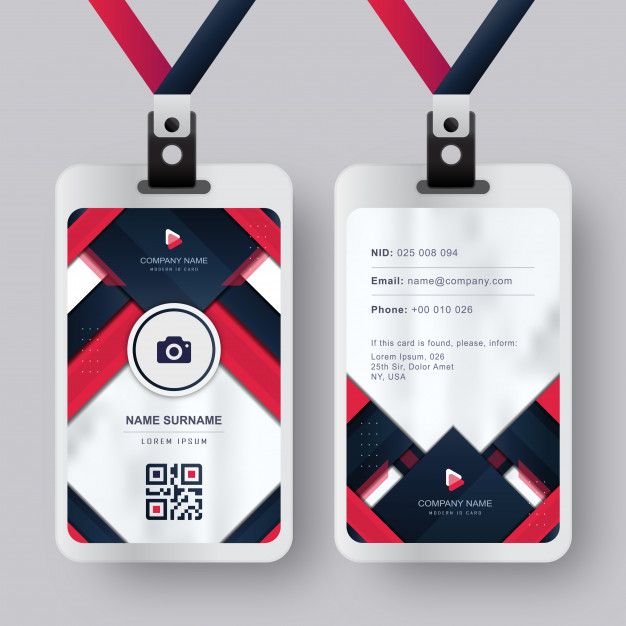 COMPANY NAME
MODERN ID CARD
NAME SURNAME
LOREM IPSUM
NID: 025 008 094
Email: name@company.com
Phone: +00 010 026
If this card is found, please return to:
Lorem Ipsum, 026
25th Sir, Dolor Amet
NY, USA
COMPANY NAME
MODERN ID CARD